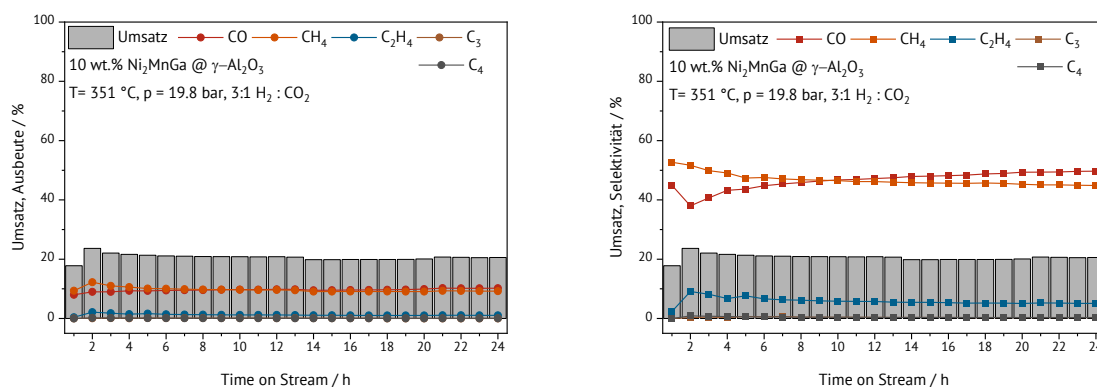 100
80
60
40
20
0
Umsatz, Ausbeute / %
Umsatz CO CH₄ C₂H₄ C₃
C₄
10 wt.% Ni₂MnGa @ γ–Al₂O₃
T= 351 °C, p = 19.8 bar, 3:1 H₂ : CO₂
2 4 6 8 10 12 14 16 18 20 22 24
Time on Stream / h
100
80
60
40
20
0
Umsatz, Selektivität / %
Umsatz CO CH₄ C₂H₄ C₃
C₄
10 wt.% Ni₂MnGa @ γ–Al₂O₃
T= 351 °C, p = 19.8 bar, 3:1 H₂ : CO₂
2 4 6 8 10 12 14 16 18 20 22 24
Time on Stream / h